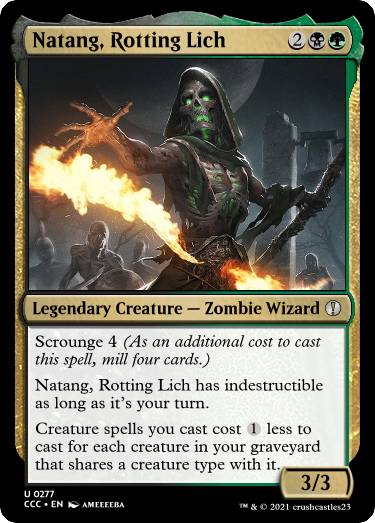 Natang, Rotting Lich 2
Legendary Creature — Zombie Wizard
Scrounge 4 (As an additional cost to cast
this spell, mill four cards.)
Natang, Rotting Lich has indestructible
as long as it's your turn.
Creature spells you cast cost 1 less to
cast for each creature in your graveyard
that shares a creature type with it.
3/3
U 0277
CCC • EN AMEEEEBA
™ & © 2021 crushcastles23